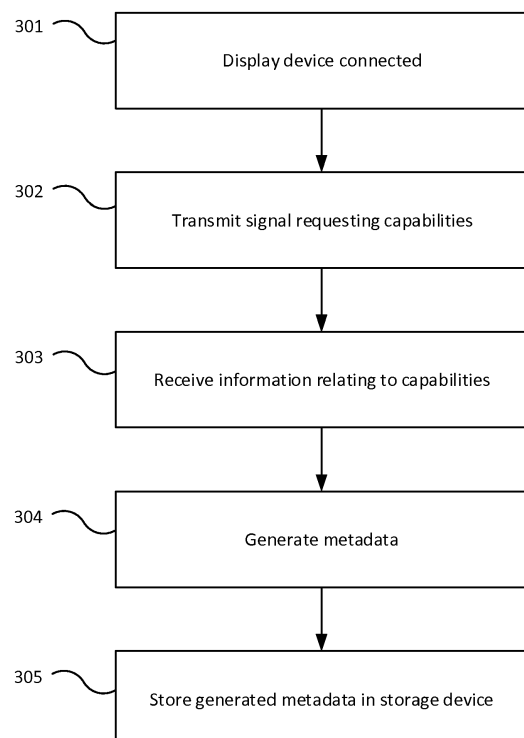 301
Display device connected
302
Transmit signal requesting capabilities
303
Receive information relating to capabilities
304
Generate metadata
305
Store generated metadata in storage device